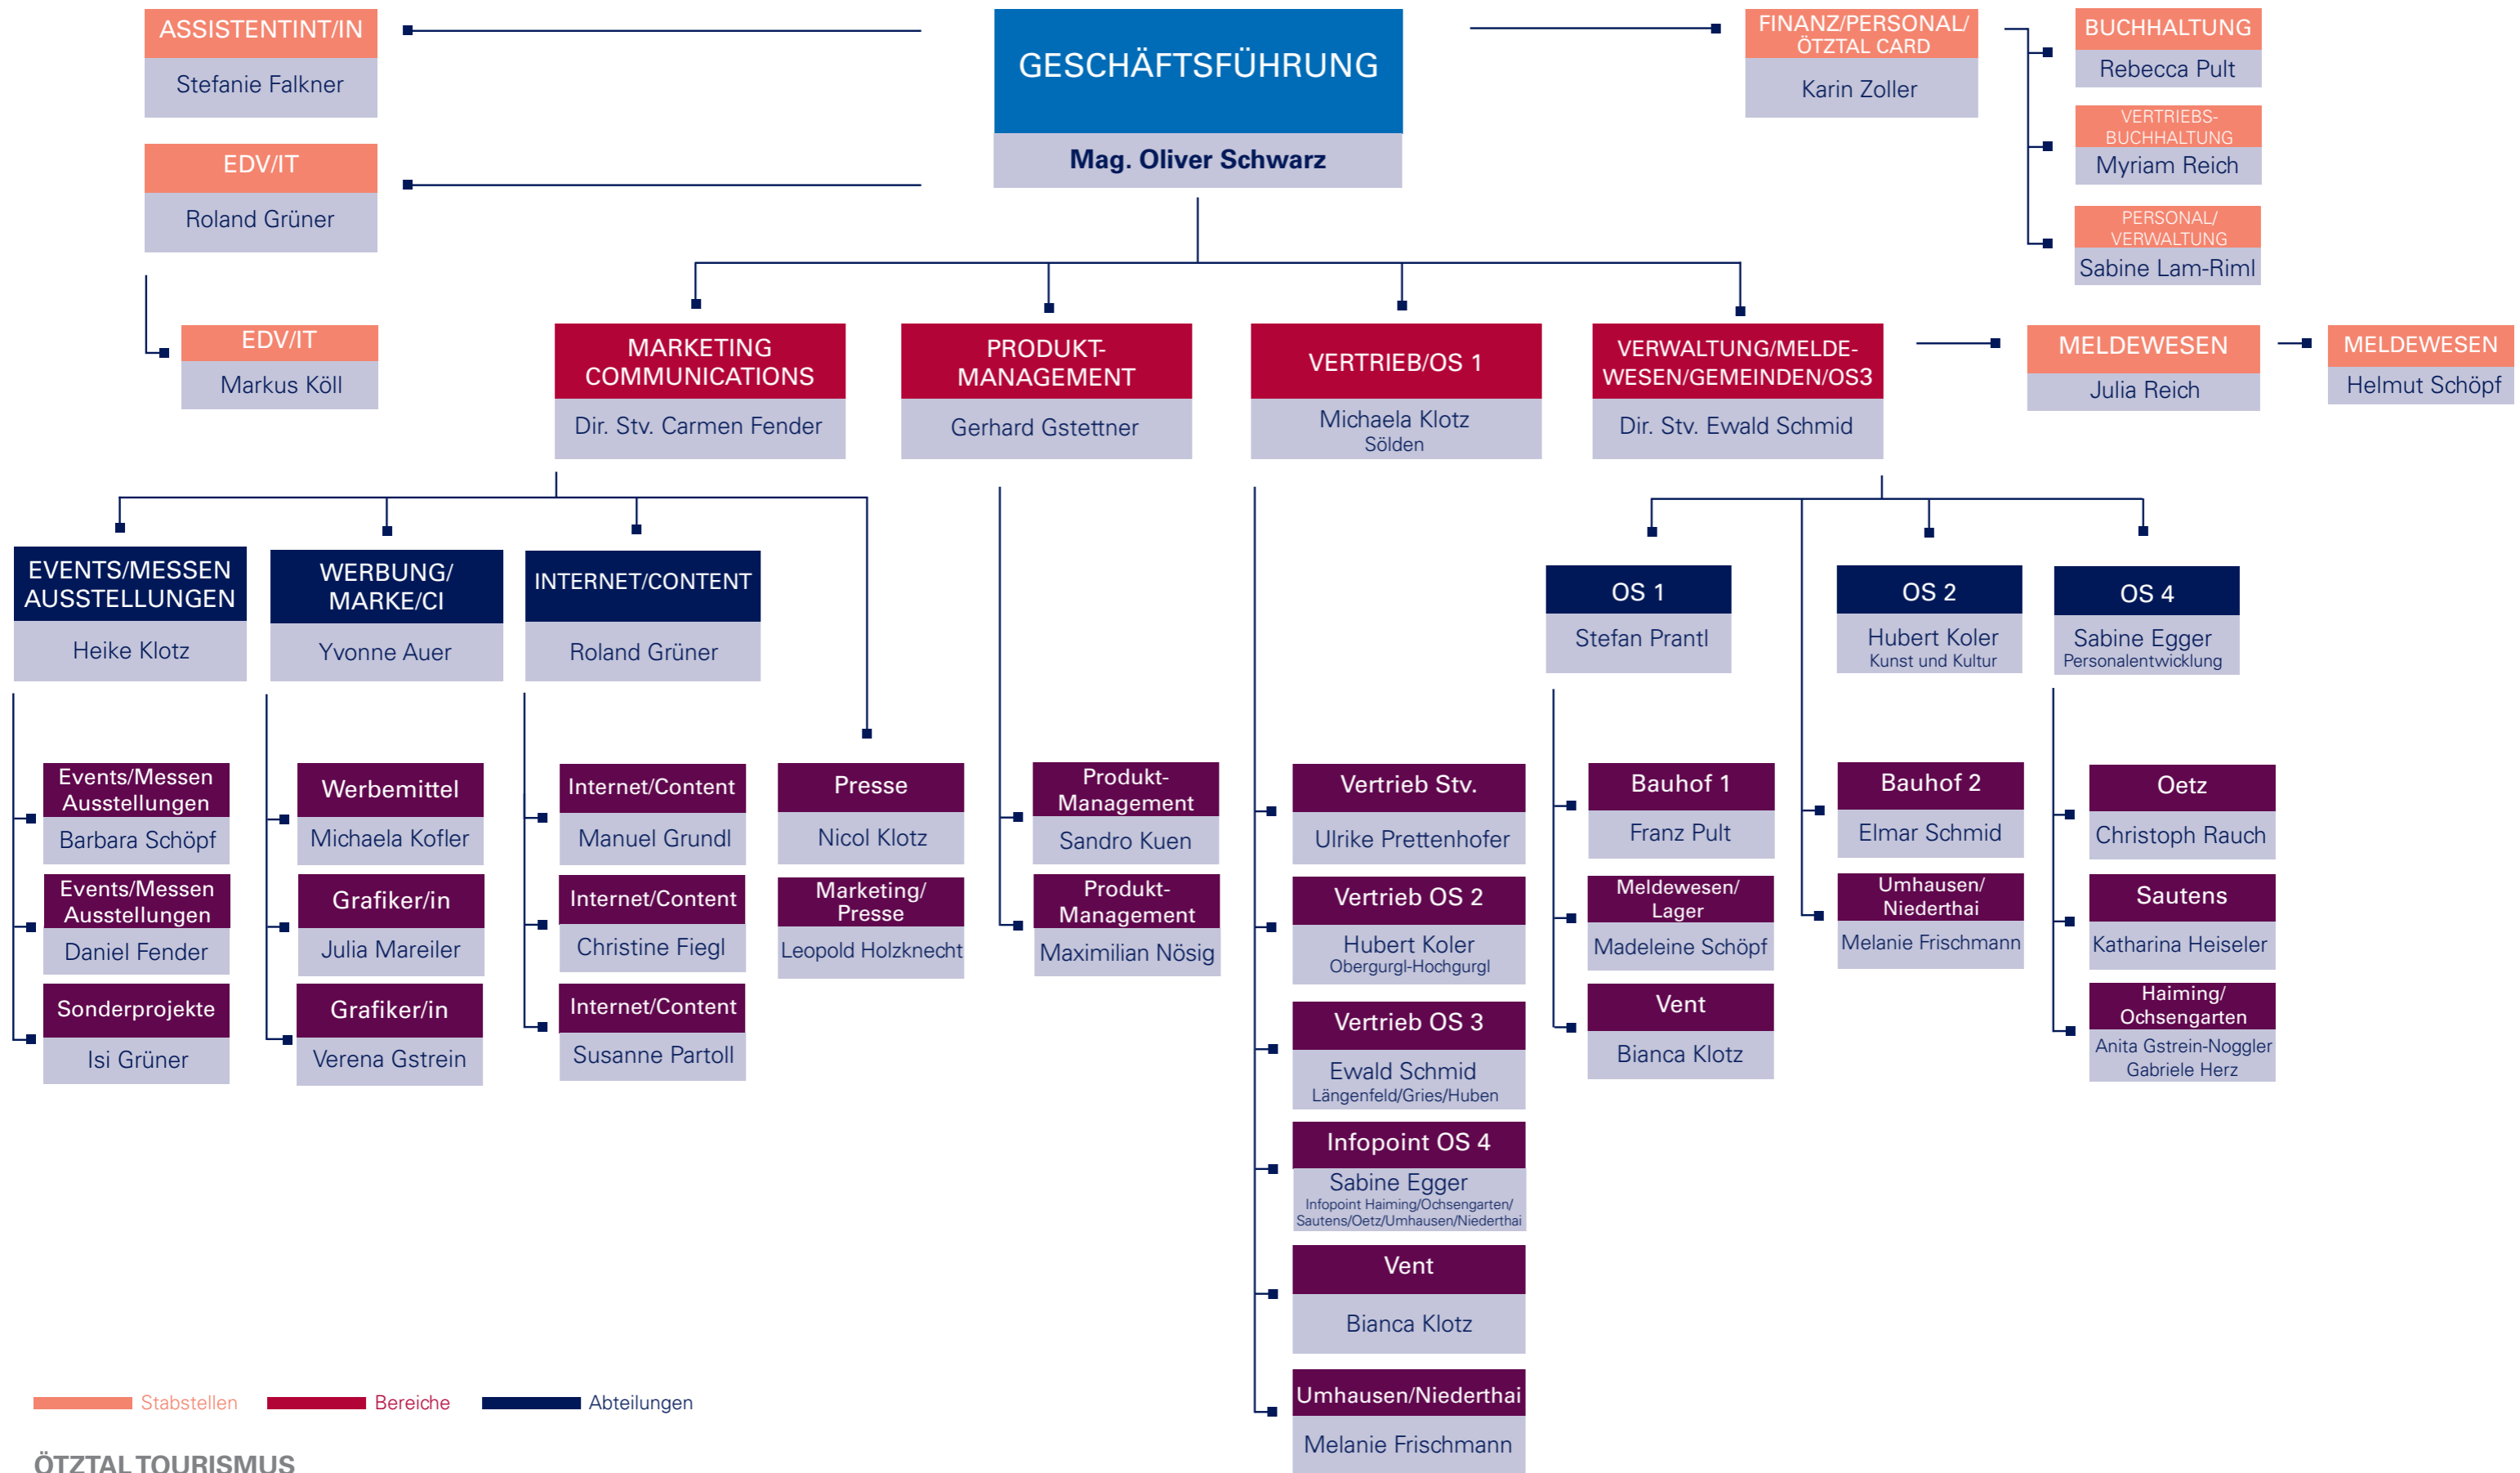 ASSISTENTINT/IN
Stefanie Falkner
EDV/IT
Roland Grüner
EDV/IT
Markus Köll
GESCHÄFTSFÜHRUNG
Mag. Oliver Schwarz
FINANZ/PERSONAL/
ÖTZTAL CARD
Karin Zoller
BUCHHALTUNG
Rebecca Pult
VERTRIEBS-
BUCHHALTUNG
Myriam Reich
PERSONAL/
VERWALTUNG
Sabine Lam-Riml
MARKETING
COMMUNICATIONS
Dir. Stv. Carmen Fender
PRODUKT-
MANAGEMENT
Gerhard Gstettner
VERTRIEB/OS 1
Michaela Klotz
Sölden
VERWALTUNG/MELDE-
WESEN/GEMEINDEN/OS3
Dir. Stv. Ewald Schmid
MELDEWESEN
Julia Reich
MELDEWESEN
Helmut Schöpf
EVENTS/MESSEN
AUSSTELLUNGEN
Heike Klotz
WERBUNG/
MARKE/CI
Yvonne Auer
INTERNET/CONTENT
Roland Grüner
OS 1
Stefan Prantl
OS 2
Hubert Koler
Kunst und Kultur
OS 4
Sabine Egger
Personalentwicklung
Events/Messen
Ausstellungen
Barbara Schöpf
Events/Messen
Ausstellungen
Daniel Fender
Sonderprojekte
Isi Grüner
Werbemittel
Michaela Kofler
Grafiker/in
Julia Mareiler
Grafiker/in
Verena Gstrein
Internet/Content
Manuel Grundl
Internet/Content
Christine Fiegl
Internet/Content
Susanne Partoll
Presse
Nicol Klotz
Marketing/
Presse
Leopold Holzknecht
Produkt-
Management
Sandro Kuen
Produkt-
Management
Maximilian Nösig
Vertrieb Stv.
Ulrike Prettenhofer
Vertrieb OS 2
Hubert Koler
Obergurgl-Hochgurgl
Vertrieb OS 3
Ewald Schmid
Längenfeld/Gries/Huben
Infopoint OS 4
Sabine Egger
Infopoint Haiming/Ochsengarten/
Sautens/Oetz/Umhausen/Niederthai
Vent
Bianca Klotz
Umhausen/Niederthai
Melanie Frischmann
Bauhof 1
Franz Pult
Meldewesen/
Lager
Madeleine Schöpf
Vent
Bianca Klotz
Bauhof 2
Elmar Schmid
Umhausen/
Niederthai
Melanie Frischmann
Oetz
Christoph Rauch
Sautens
Katharina Heiseler
Haiming/
Ochsengarten
Anita Gstrein-Noggler
Gabriele Herz
Stabstellen
Bereiche
Abteilungen
ÖTZTAL TOURISMUS